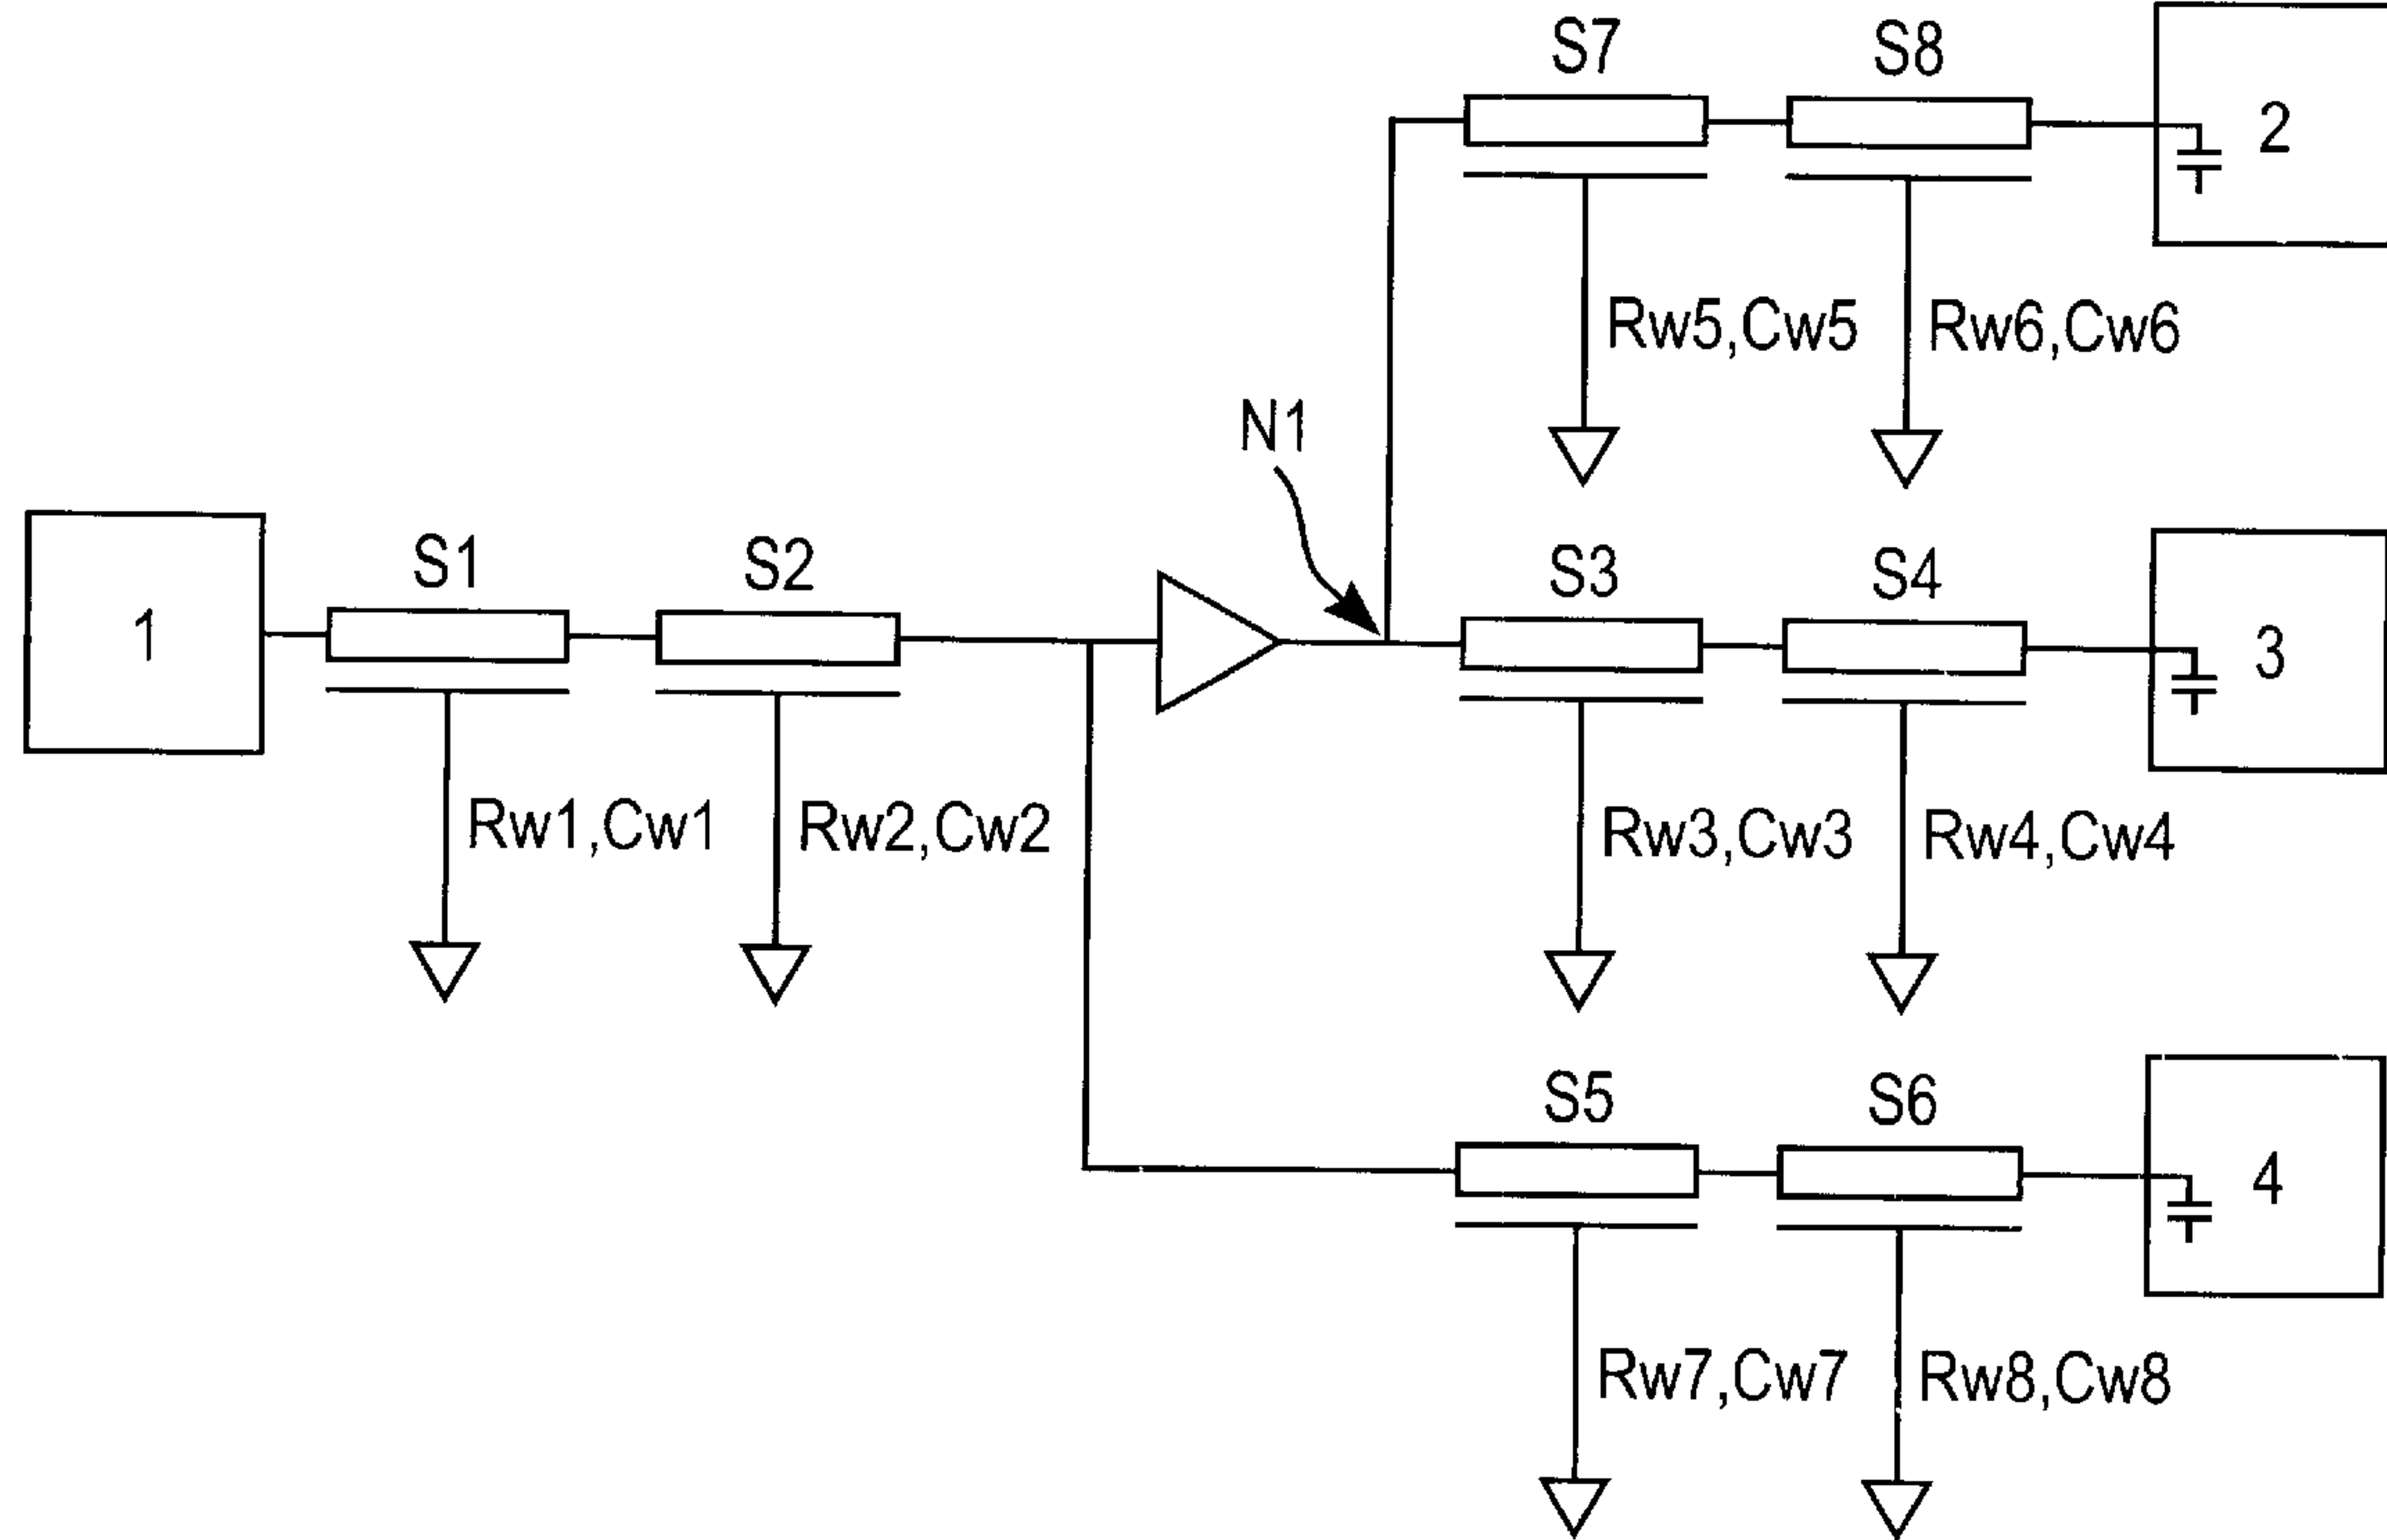 S7
S8
2
Rw5,Cw5
Rw6,Cw6
N1
S1
S2
S3
S4
1
3
Rw1,Cw1
Rw2,Cw2
Rw3,Cw3
Rw4,Cw4
S5
S6
4
Rw7,Cw7
Rw8,Cw8